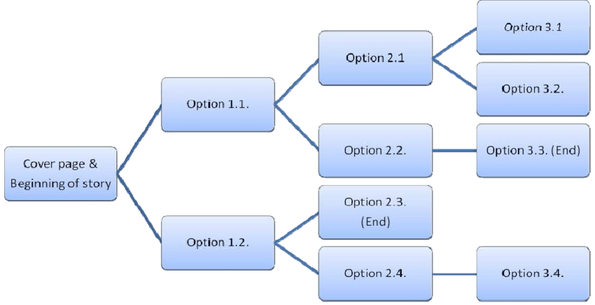 Cover page &
Beginning of story
Option 1.1.
Option 1.2.
Option 2.1
Option 2.2.
Option 2.3.
(End)
Option 2.4.
Option 3.1
Option 3.2.
Option 3.3. (End)
Option 3.4.